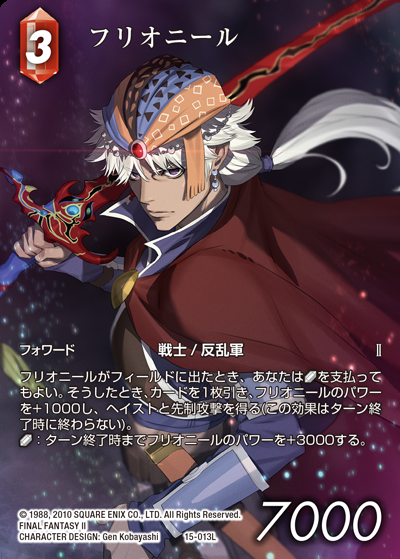 3
フリオニール
フォワード 戦士 / 反乱軍 Ⅱ
フリオニールがフィールドに出たとき、あなたは を支払って
もよい。そうしたとき、カードを1枚引き、フリオニールのパワー
を+1000し、ヘイストと先制攻撃を得る(この効果はターン終
了時に終わらない)。
：ターン終了時までフリオニールのパワーを+3000する。
© 1988, 2010 SQUARE ENIX CO., LTD. All Rights Reserved.
FINAL FANTASY II
CHARACTER DESIGN: Gen Kobayashi 15-013L
7000